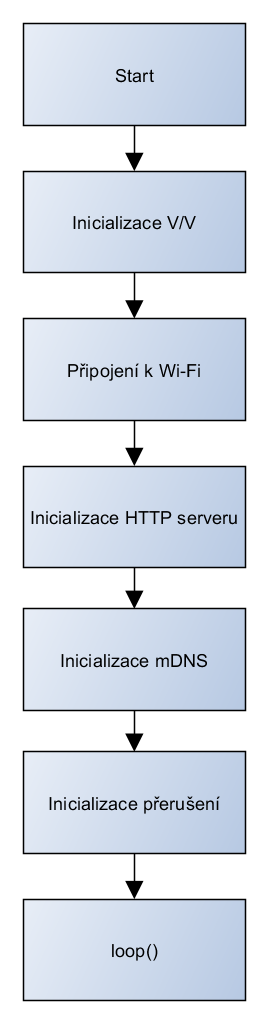 Start
Inicializace V/V
Připojení k Wi-Fi
Inicializace HTTP serveru
Inicializace mDNS
Inicializace přerušení
loop()